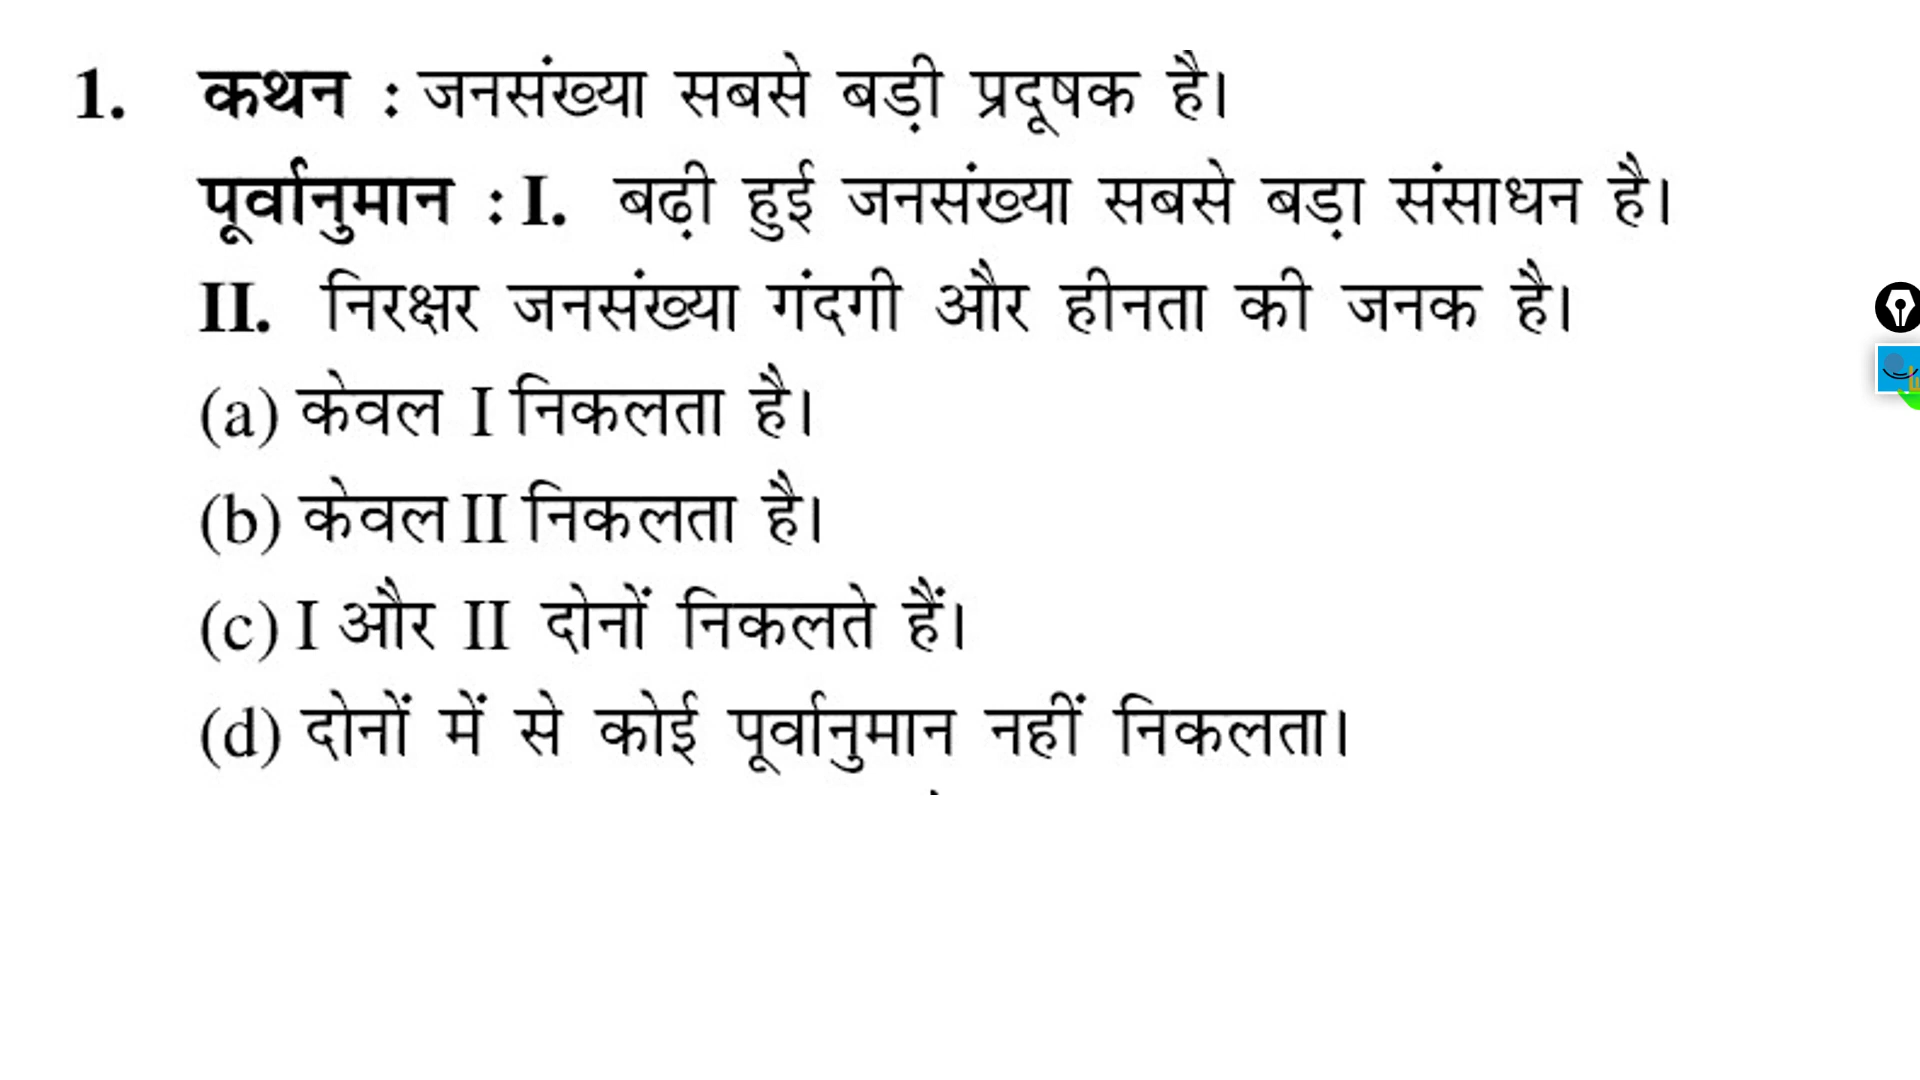 1. कथन : जनसंख्या सबसे बड़ी प्रदूषक है।
पूर्वानुमान : I. बढ़ी हुई जनसंख्या सबसे बड़ा संसाधन है।
II. निरक्षर जनसंख्या गंदगी और हीनता की जनक है।
(a) केवल I निकलता है।
(b) केवल II निकलता है।
(c) I और II दोनों निकलते हैं।
(d) दोनों में से कोई पूर्वानुमान नहीं निकलता।